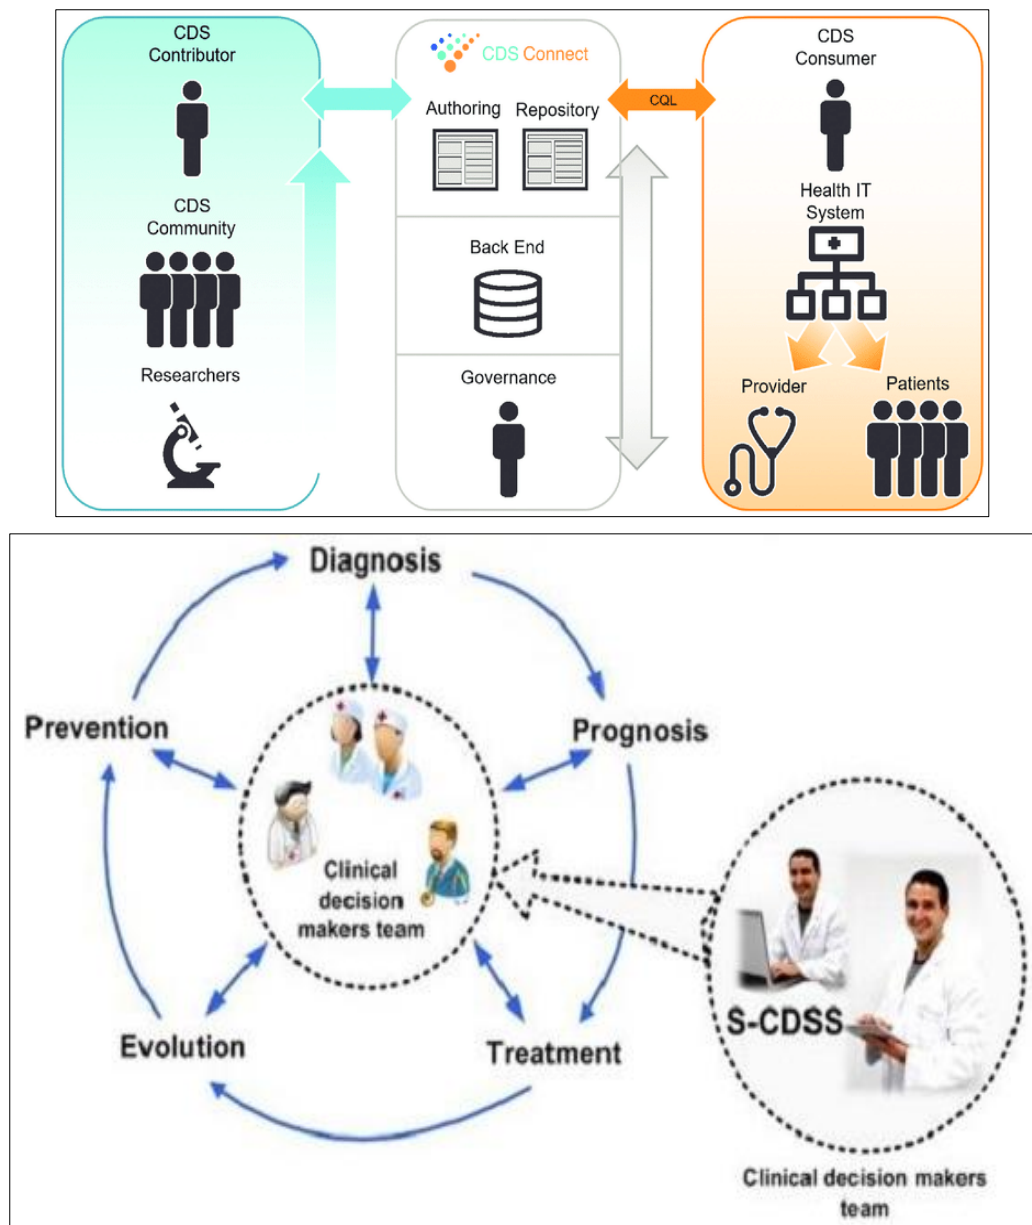 CDS
Contributor
CDS
Community
Researchers
CDS Connect
Authoring
Repository
Back End
Governance
CQL
CDS
Consumer
Health IT
System
Provider
Patients
Diagnosis
Prevention
Prognosis
Clinical
decision
makers team
Evolution
Treatment
S-CDSS
Clinical decision makers
team